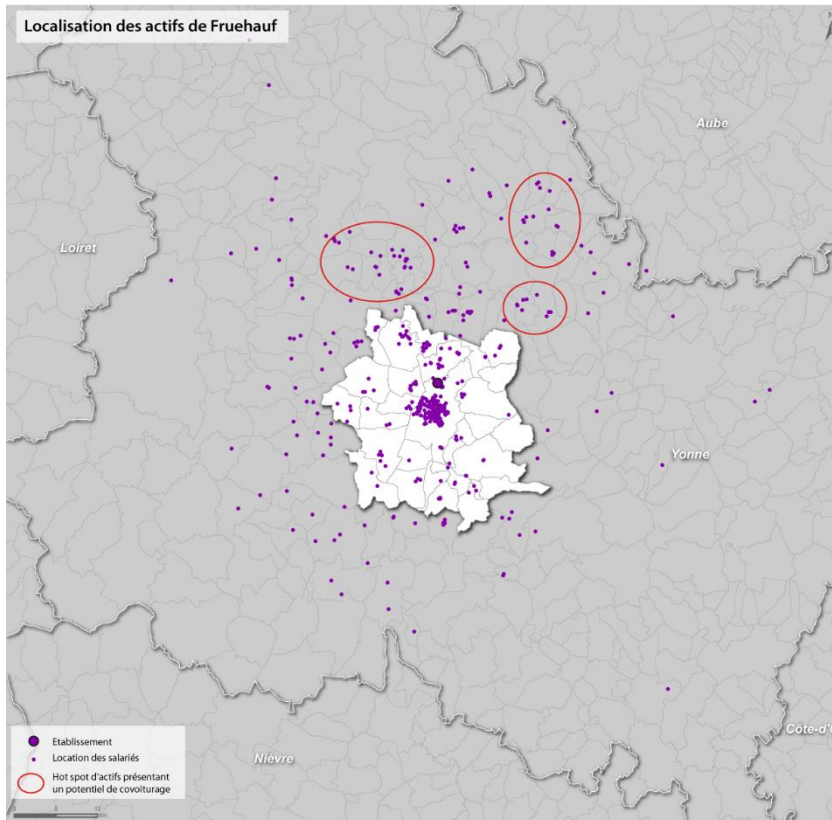 Localisation des actifs de Fruehauf
Aube
Loiret
Yonne
Côte-d'O
Nièvre
Etablissement
Location des salariés
Hot spot d'actifs présentant
un potentiel de covoiturage
0
10